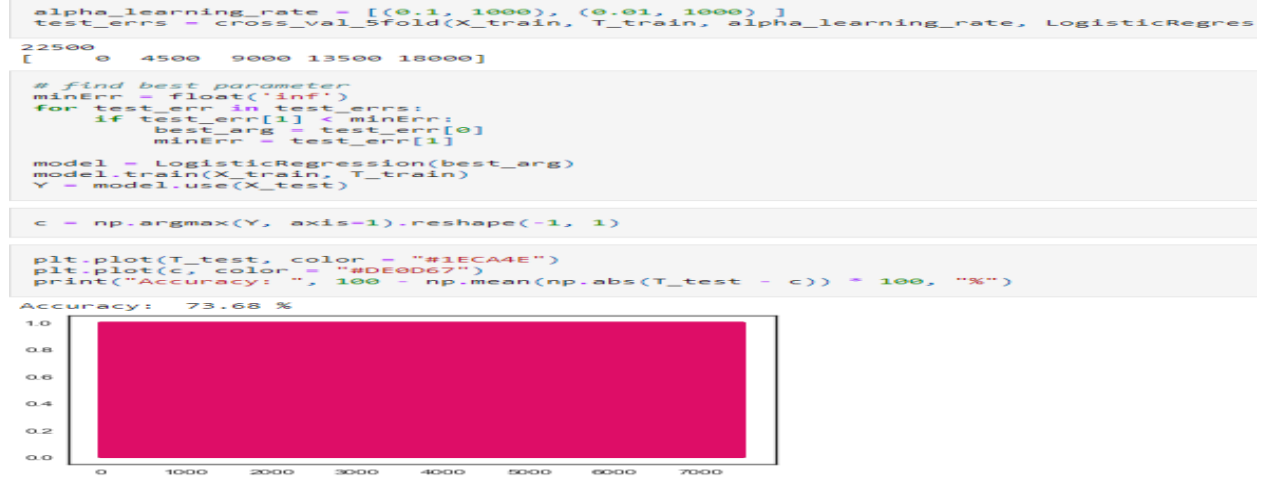 alpha_learning_rate = [(0.1, 1000), (0.01, 1000) ]
test_errs = cross_val_5fold(X_train, T_train, alpha_learning_rate, LogisticRegres
22500
[     0  4500  9000 13500 18000]
# find best parameter
minErr = float('inf')
for test_err in test_errs:
    if test_err[1] < minErr:
        best_arg = test_err[0]
        minErr = test_err[1]
model = LogisticRegression(best_arg)
model.train(X_train, T_train)
Y = model.use(X_test)
c = np.argmax(Y, axis=1).reshape(-1, 1)
plt.plot(T_test, color = "#1ECA4E")
plt.plot(c, color = "#DE0D67")
print("Accuracy: ", 100 - np.mean(np.abs(T_test - c)) * 100, "%")
Accuracy:  73.68 %
1.0
0.8
0.6
0.4
0.2
0.0
0 1000 2000 3000 4000 5000 6000 7000